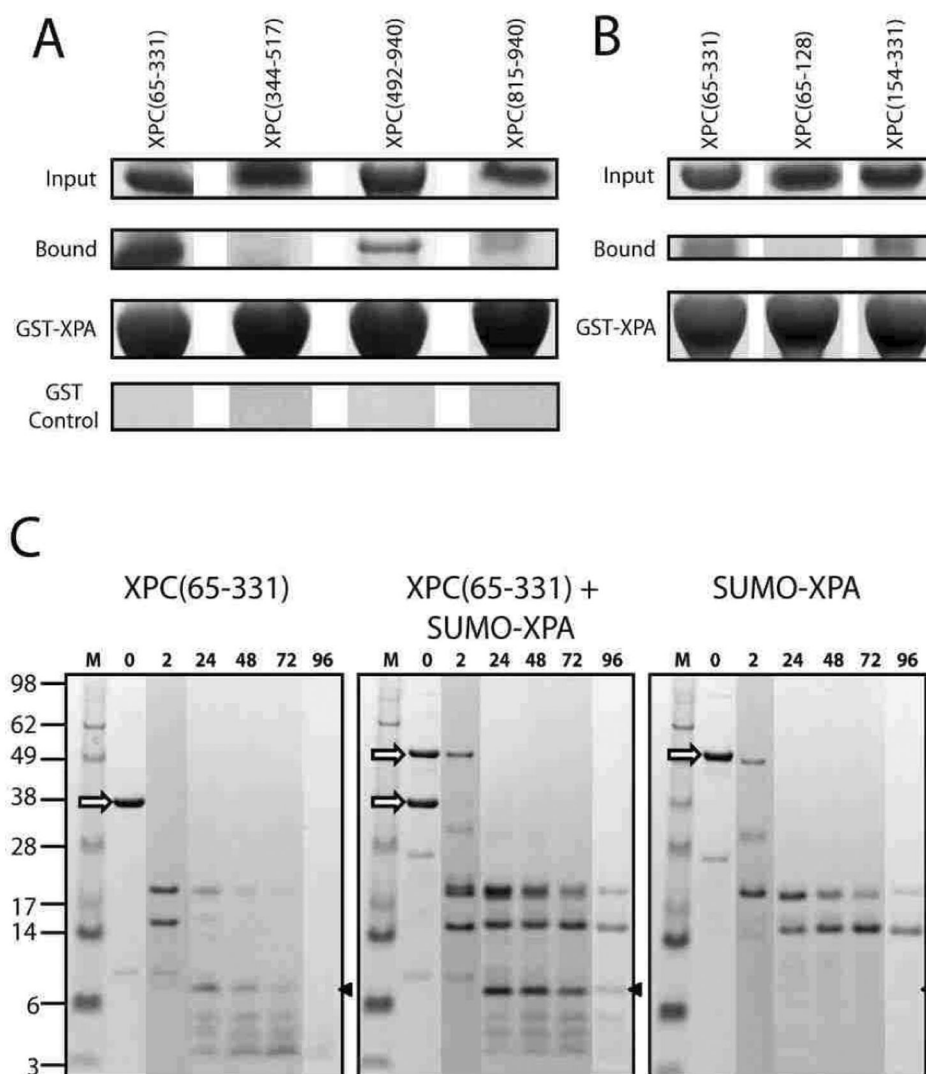 A
XPC(65-331)
XPC(344-517)
XPC(492-940)
XPC(815-940)
Input
Bound
GST-XPA
GST
Control
B
XPC(65-331)
XPC(65-128)
XPC(154-331)
Input
Bound
GST-XPA
C
XPC(65-331)
XPC(65-331) +
SUMO-XPA
SUMO-XPA
M 0 2 24 48 72 96
M 0 2 24 48 72 96
M 0 2 24 48 72 96
98
62
49
38
28
17
14
6
3